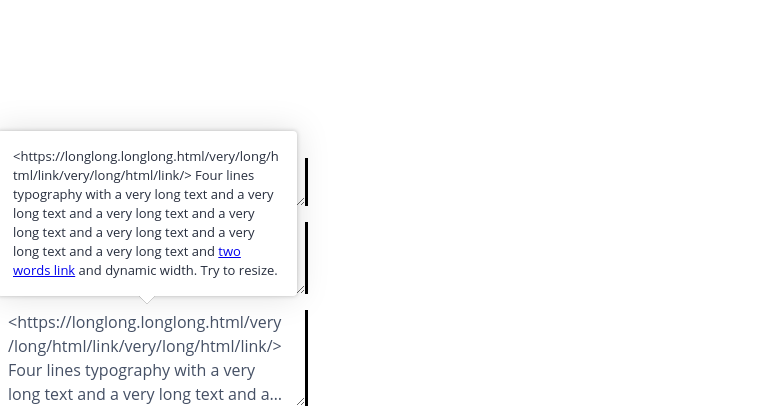 <https://longlong.longlong.html/very/long/h
tml/link/very/long/html/link/> Four lines
typography with a very long text and a very
long text and a very long text and a very
long text and a very long text and a very
long text and a very long text and two
words link and dynamic width. Try to resize.
<https://longlong.longlong.html/very
/long/html/link/very/long/html/link/>
Four lines typography with a very
long text and a very long text and a...